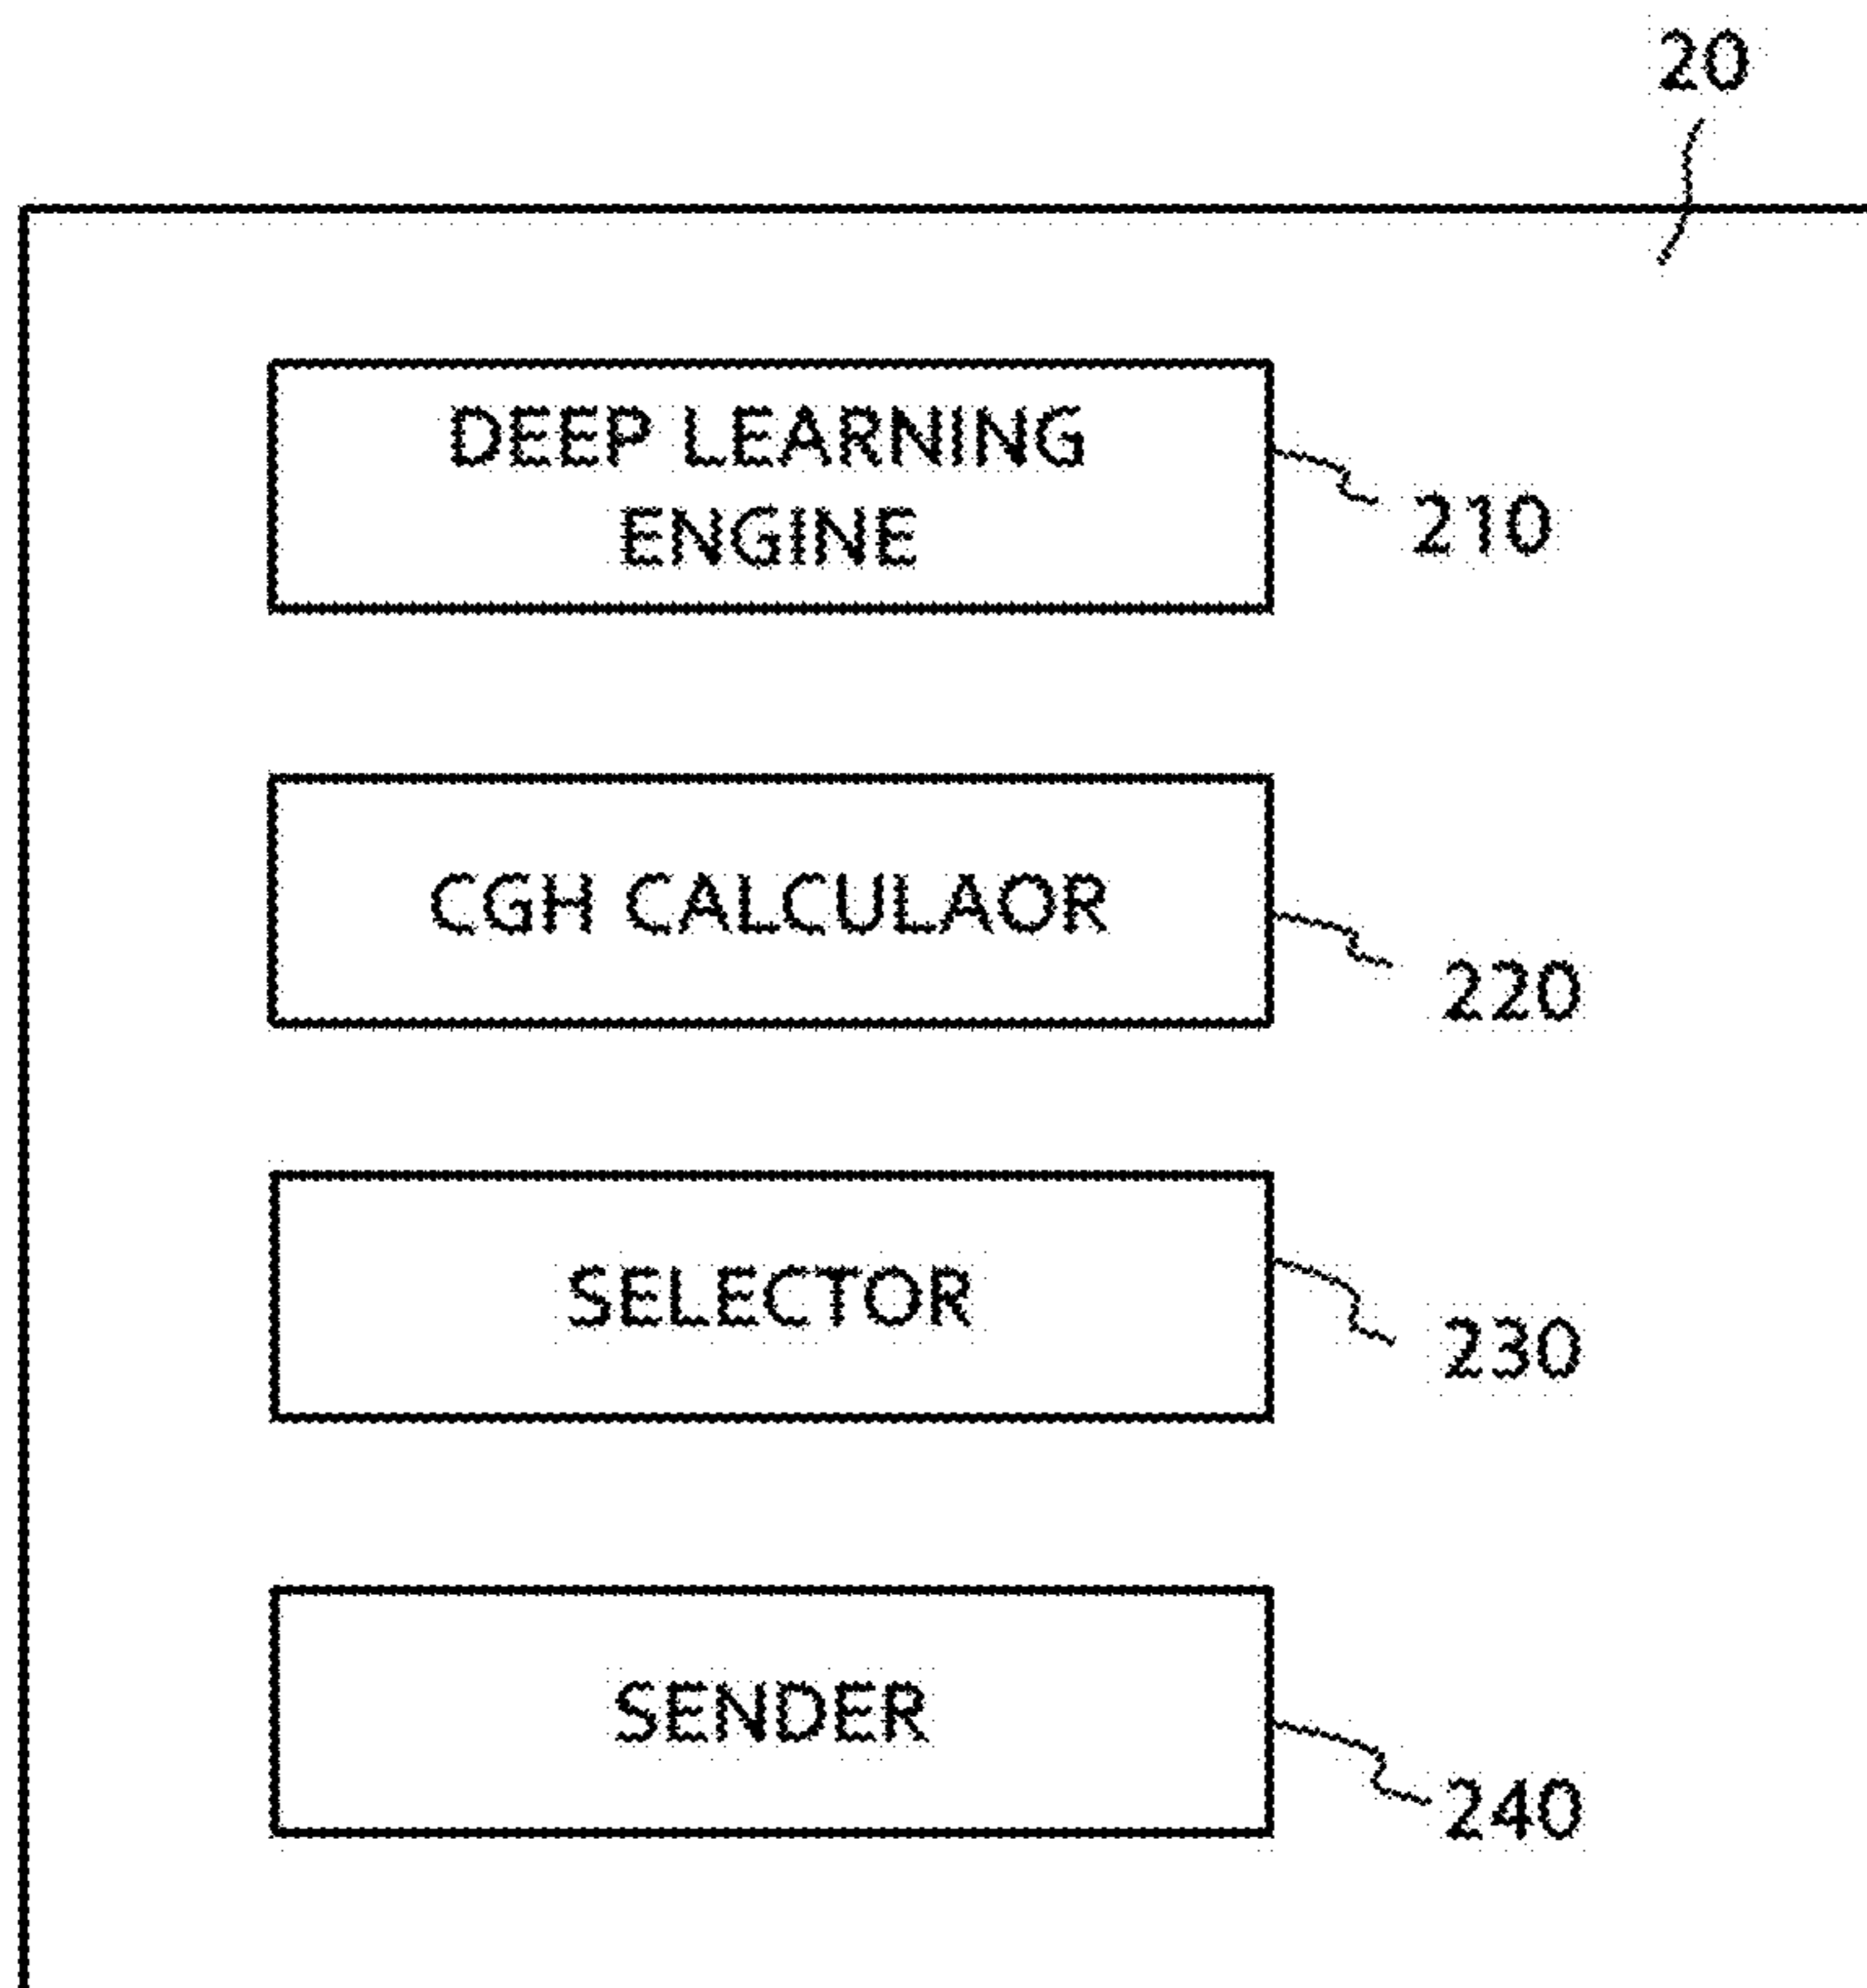 20
DEEP LEARNING
ENGINE
210
CGH CALCULAOR
220
SELECTOR
230
SENDER
240